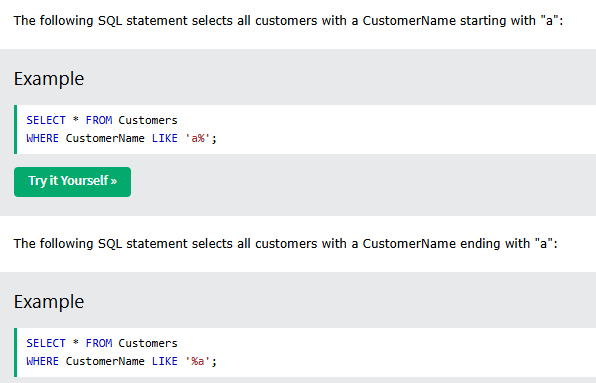 The following SQL statement selects all customers with a CustomerName starting with "a":
Example
SELECT * FROM Customers
WHERE CustomerName LIKE 'a%';
Try it Yourself »
The following SQL statement selects all customers with a CustomerName ending with "a":
Example
SELECT * FROM Customers
WHERE CustomerName LIKE '%a';